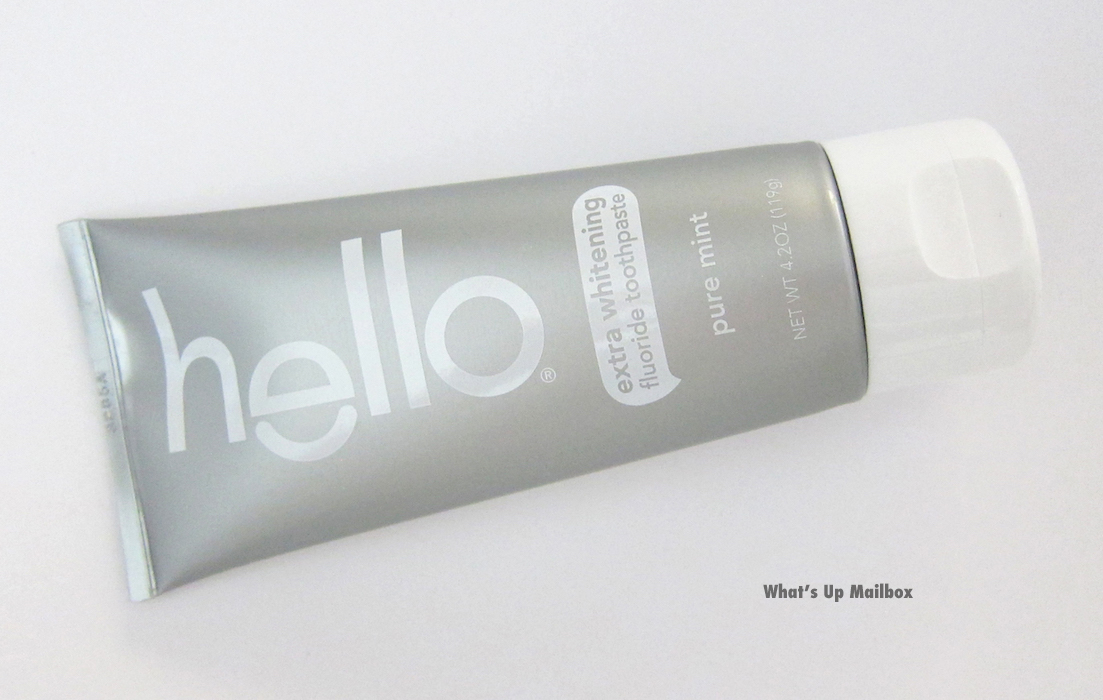 hello®
extra whitening
fluoride toothpaste
pure mint
NET WT 4.2OZ (119g)
What's Up Mailbox